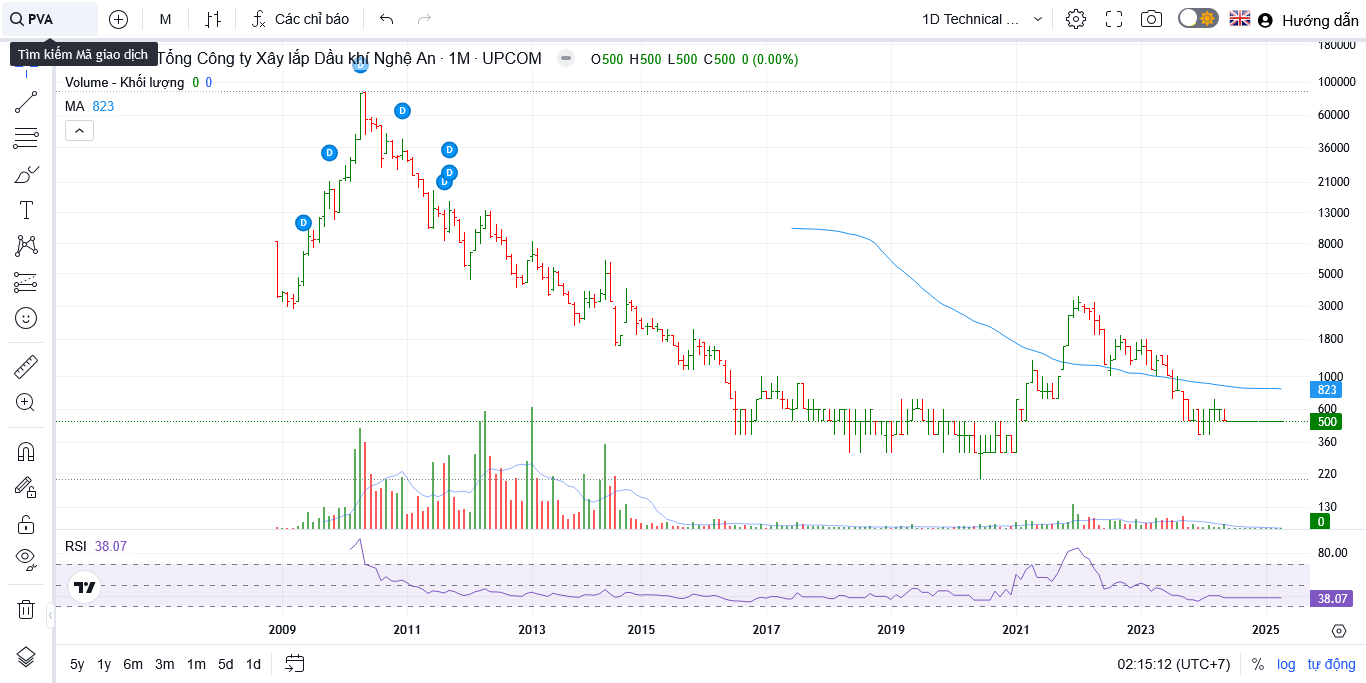 PVA M Các chỉ báo 1D Technical ... Hướng dẫn
Tìm kiếm Mã giao dịch
Tổng Công ty Xây lắp Dầu khí Nghệ An · 1M · UPCOM O500 H500 L500 C500 0 (0.00%)
Volume - Khối lượng 0 0
MA 823
D
D
D
D
D
D
D
180000
100000
60000
36000
21000
13000
8000
5000
3000
1800
1000
823
600
500
360
220
130
0
RSI 38.07
80.00
38.07
2009 2011 2013 2015 2017 2019 2021 2023 2025
5y 1y 6m 3m 1m 5d 1d 02:15:12 (UTC+7) % log tự động